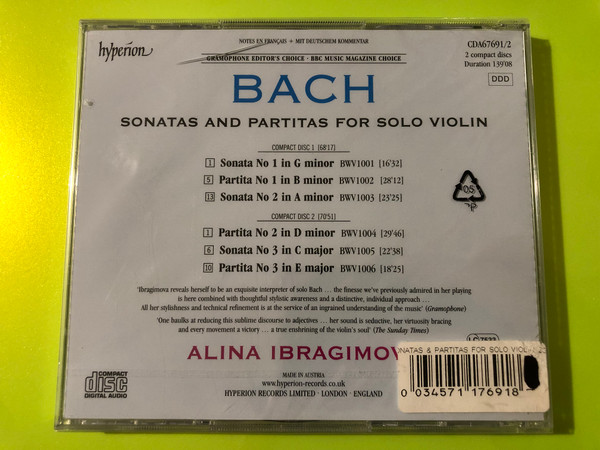 NOTES EN FRANÇAIS + MIT DEUTSCHEM KOMMENTAR
hyperion
CDA67691/2
2 compact discs
Duration 139'08
GRAMOPHONE EDITOR'S CHOICE · BBC MUSIC MAGAZINE CHOICE
DDD
BACH
SONATAS AND PARTITAS FOR SOLO VIOLIN
COMPACT DISC 1 [68'17]
1 Sonata No 1 in G minor BWV1001 [16'32]
5 Partita No 1 in B minor BWV1002 [28'12]
13 Sonata No 2 in A minor BWV1003 [23'25]
05
COMPACT DISC 2 [70'51]
1 Partita No 2 in D minor BWV1004 [29'46]
6 Sonata No 3 in C major BWV1005 [22'38]
10 Partita No 3 in E major BWV1006 [18'25]
'Ibragimova reveals herself to be an exquisite interpreter of solo Bach … the finesse we've previously admired in her playing
is here combined with thoughtful stylistic awareness and a distinctive, individual approach …
All her stylishness and technical refinement is at the service of an ingrained understanding of the music' (Gramophone)
'One baulks at reducing this sublime discourse to adjectives … her sound is seductive, her virtuosity bracing
and every movement a victory … a true enshrining of the violin's soul' (The Sunday Times)
ALINA IBRAGIMOV
ONATAS & PARTITAS FOR SOLO VIOLI
0 034571 176918
COMPACT
disc
DIGITAL AUDIO
MADE IN AUSTRIA
www.hyperion-records.co.uk
HYPERION RECORDS LIMITED · LONDON · ENGLAND